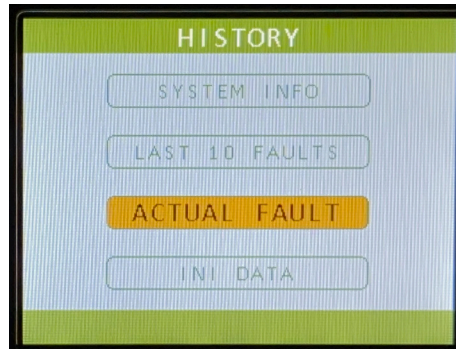 HISTORY
SYSTEM INFO
LAST 10 FAULTS
ACTUAL FAULT
INI DATA